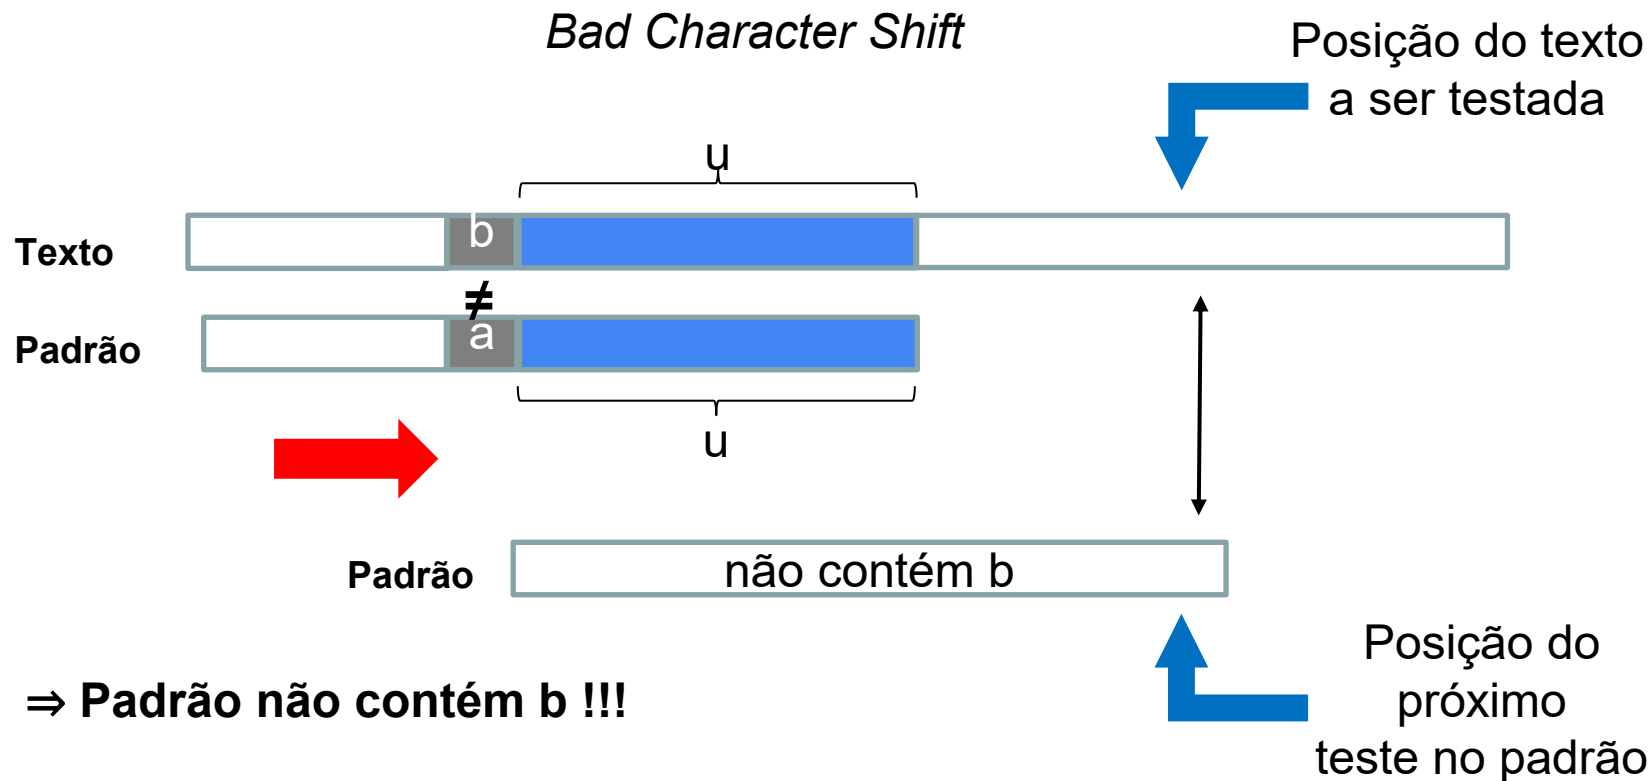 Bad Character Shift
Posição do texto
a ser testada
u
b
Texto
≠
a
Padrão
u
Padrão
não contém b
⇒ Padrão não contém b !!!
Posição do
próximo
teste no padrão